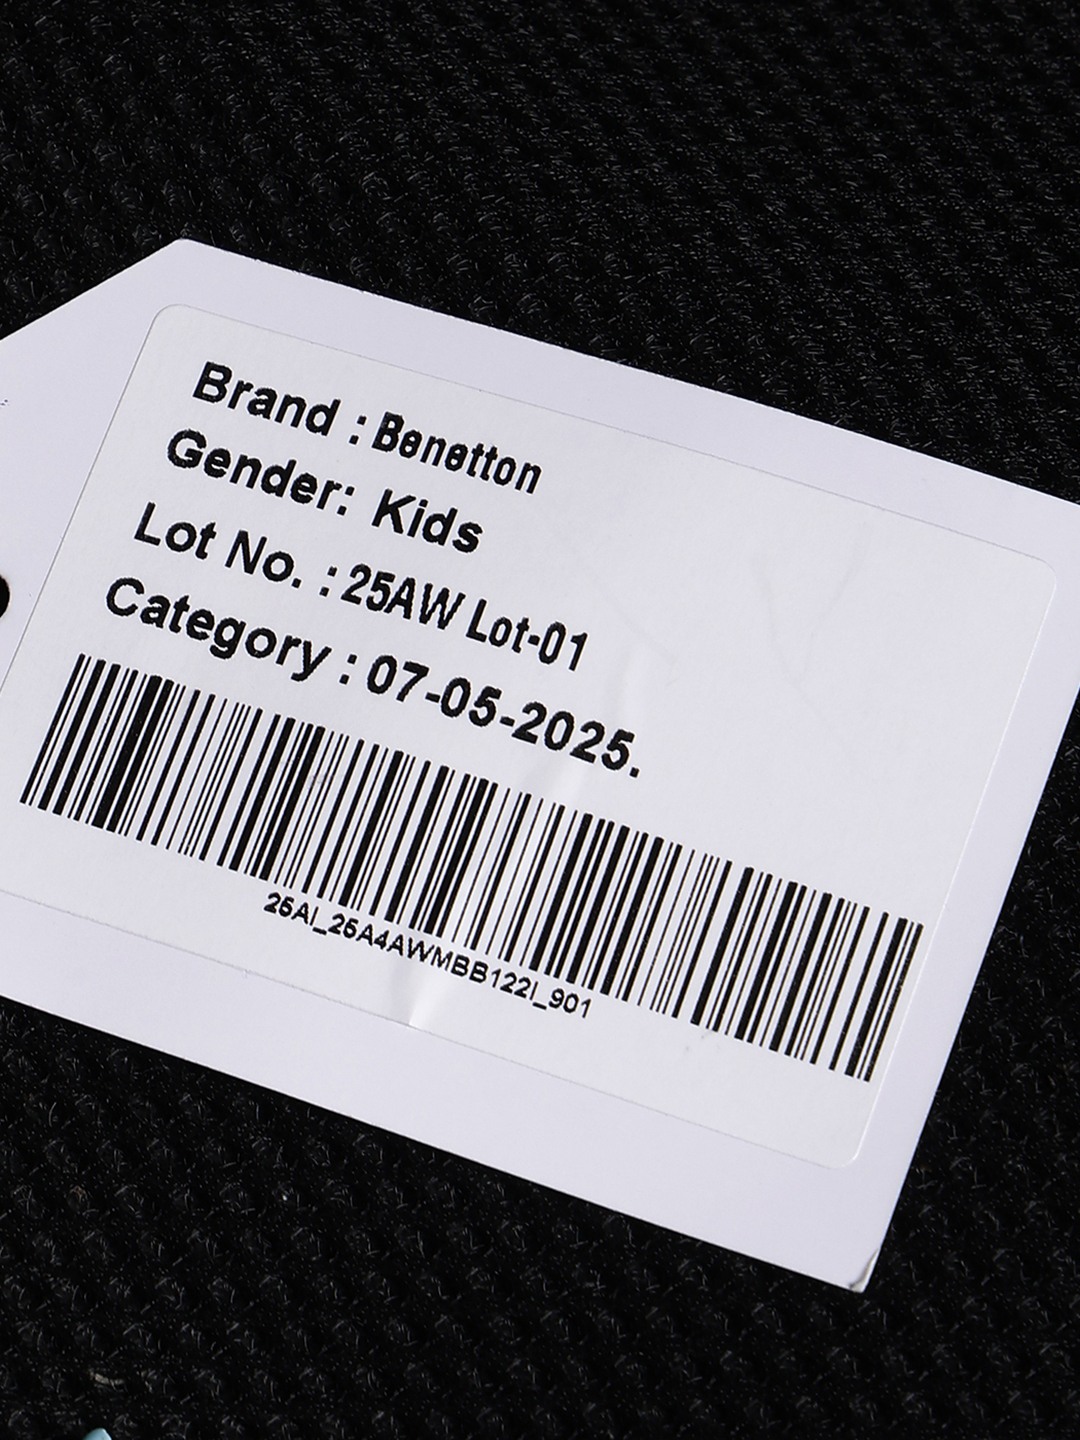 Brand : Benetton
Gender: Kids
Lot No. : 25AW Lot-01
Category : 07-05-2025.
25AI_25A4AWMBB122I_901